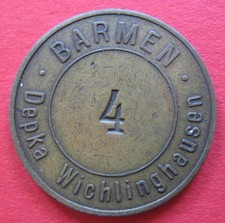 · BARMEN ·
4
Depka Wichlinghausen